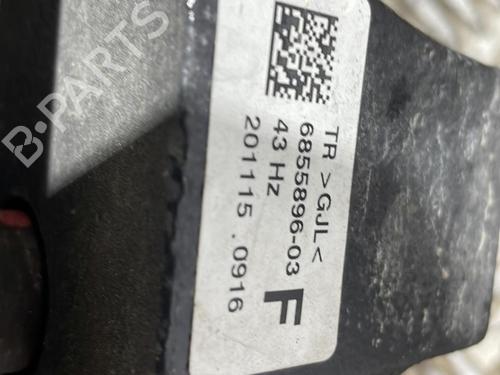 TR >GJL<
6855896-03
43 Hz
201115.0916
F
B-PARTS